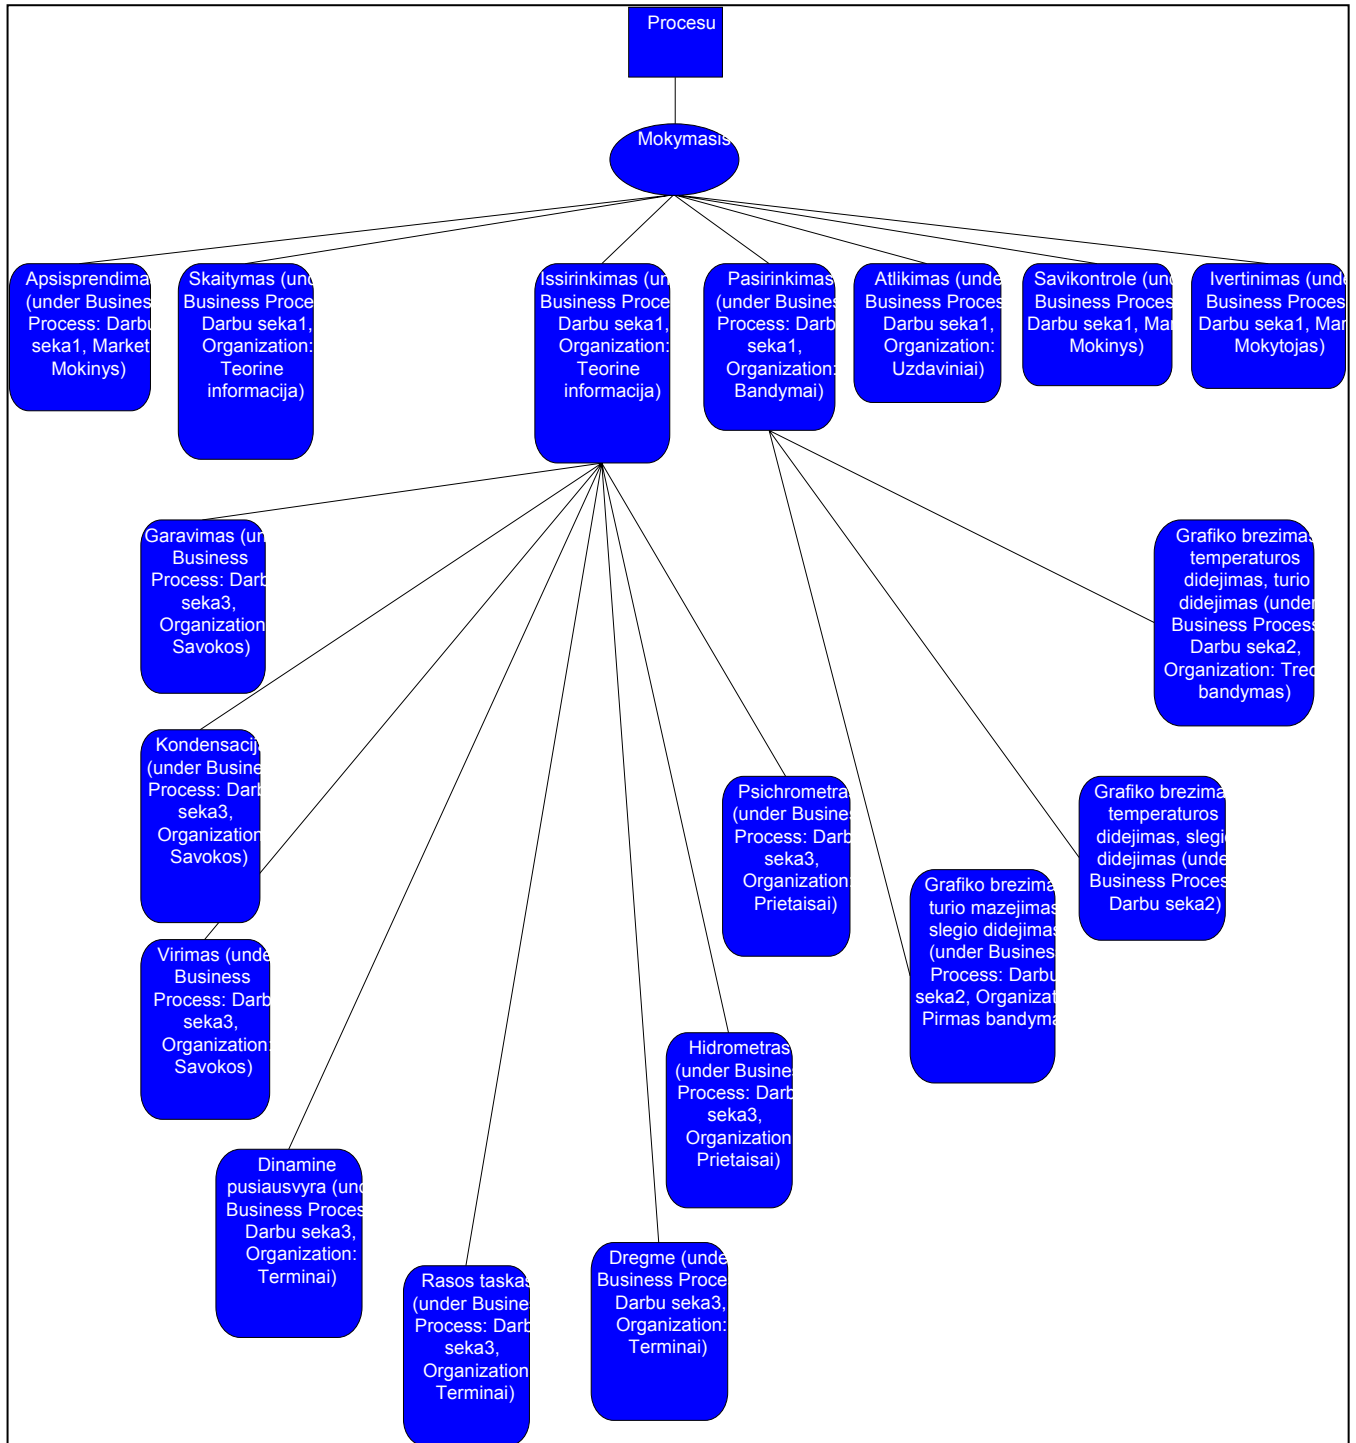 Procesu
Mokymasis
Apsisprendima
(under Busines
Process: Darbu
seka1, Market
Mokinys)
Skaitymas (und
Business Proce
Darbu seka1,
Organization:
Teorine
informacija)
Issirinkimas (un
Business Proce
Darbu seka1,
Organization:
Teorine
informacija)
Pasirinkimas
(under Busines
Process: Darb
seka1,
Organization:
Bandymai)
Atlikimas (unde
Business Proces
Darbu seka1,
Organization:
Uzdaviniai)
Savikontrole (und
Business Proces
Darbu seka1, Mar
Mokinys)
Ivertinimas (unde
Business Process
Darbu seka1, Mar
Mokytojas)
Garavimas (un
Business
Process: Darb
seka3,
Organization
Savokos)
Grafiko brezimas
temperaturos
didejimas, turio
didejimas (under
Business Process
Darbu seka2,
Organization: Trec
bandymas)
Kondensacij
(under Busine
Process: Dar
seka3,
Organization
Savokos)
Psichrometra
(under Busines
Process: Darb
seka3,
Organization:
Prietaisai)
Grafiko brezima
temperaturos
didejimas, slegio
didejimas (unde
Business Proces
Darbu seka2)
Grafiko brezima
turio mazejimas
slegio didejimas
(under Busines
Process: Darbu
seka2, Organizat
Pirmas bandyma
Virimas (unde
Business
Process: Darb
seka3,
Organization:
Savokos)
Hidrometras
(under Busines
Process: Darb
seka3,
Organization
Prietaisai)
Dinamine
pusiausvyra (und
Business Proces
Darbu seka3,
Organization:
Terminai)
Rasos taskas
(under Busine
Process: Darb
seka3,
Organization
Terminai)
Dregme (unde
Business Proce
Darbu seka3,
Organization:
Terminai)